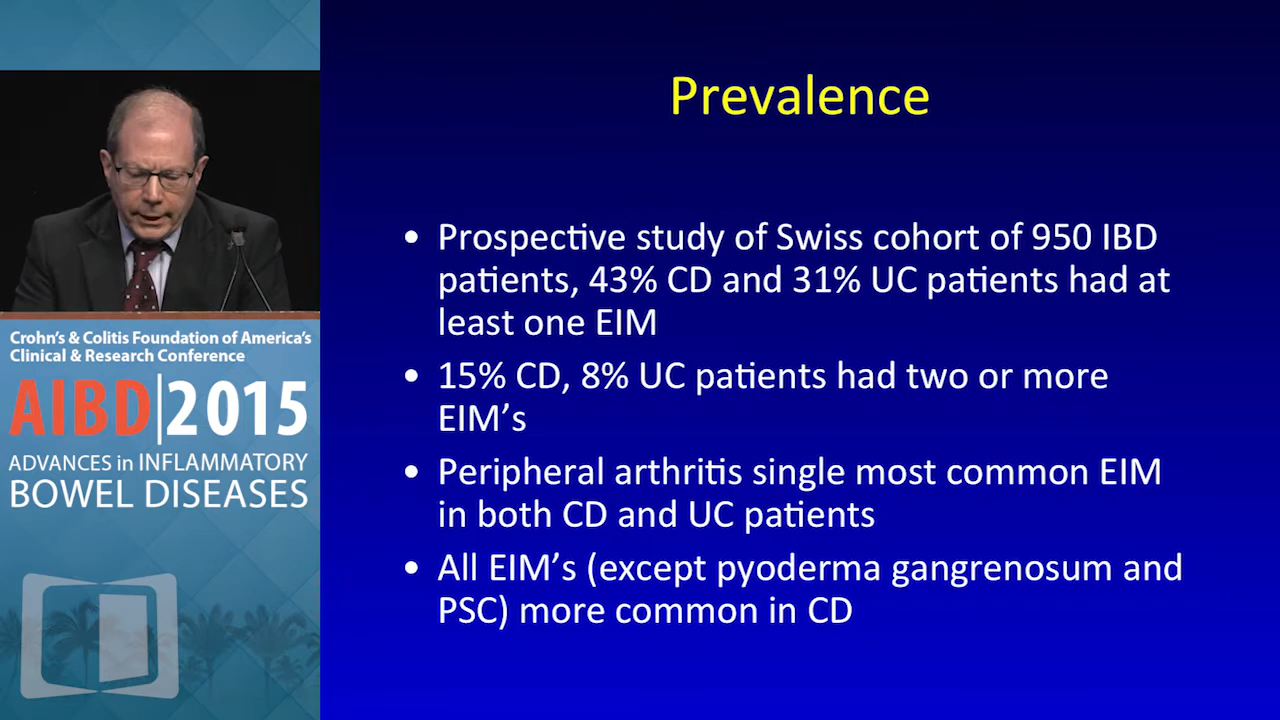 Prevalence
• Prospective study of Swiss cohort of 950 IBD
patients, 43% CD and 31% UC patients had at
least one EIM
• 15% CD, 8% UC patients had two or more
EIM's
• Peripheral arthritis single most common EIM
in both CD and UC patients
• All EIM's (except pyoderma gangrenosum and
PSC) more common in CD
Crohn's & Colitis Foundation of America's
Clinical & Research Conference
AIBD|2015
ADVANCES in INFLAMMATORY
BOWEL DISEASES